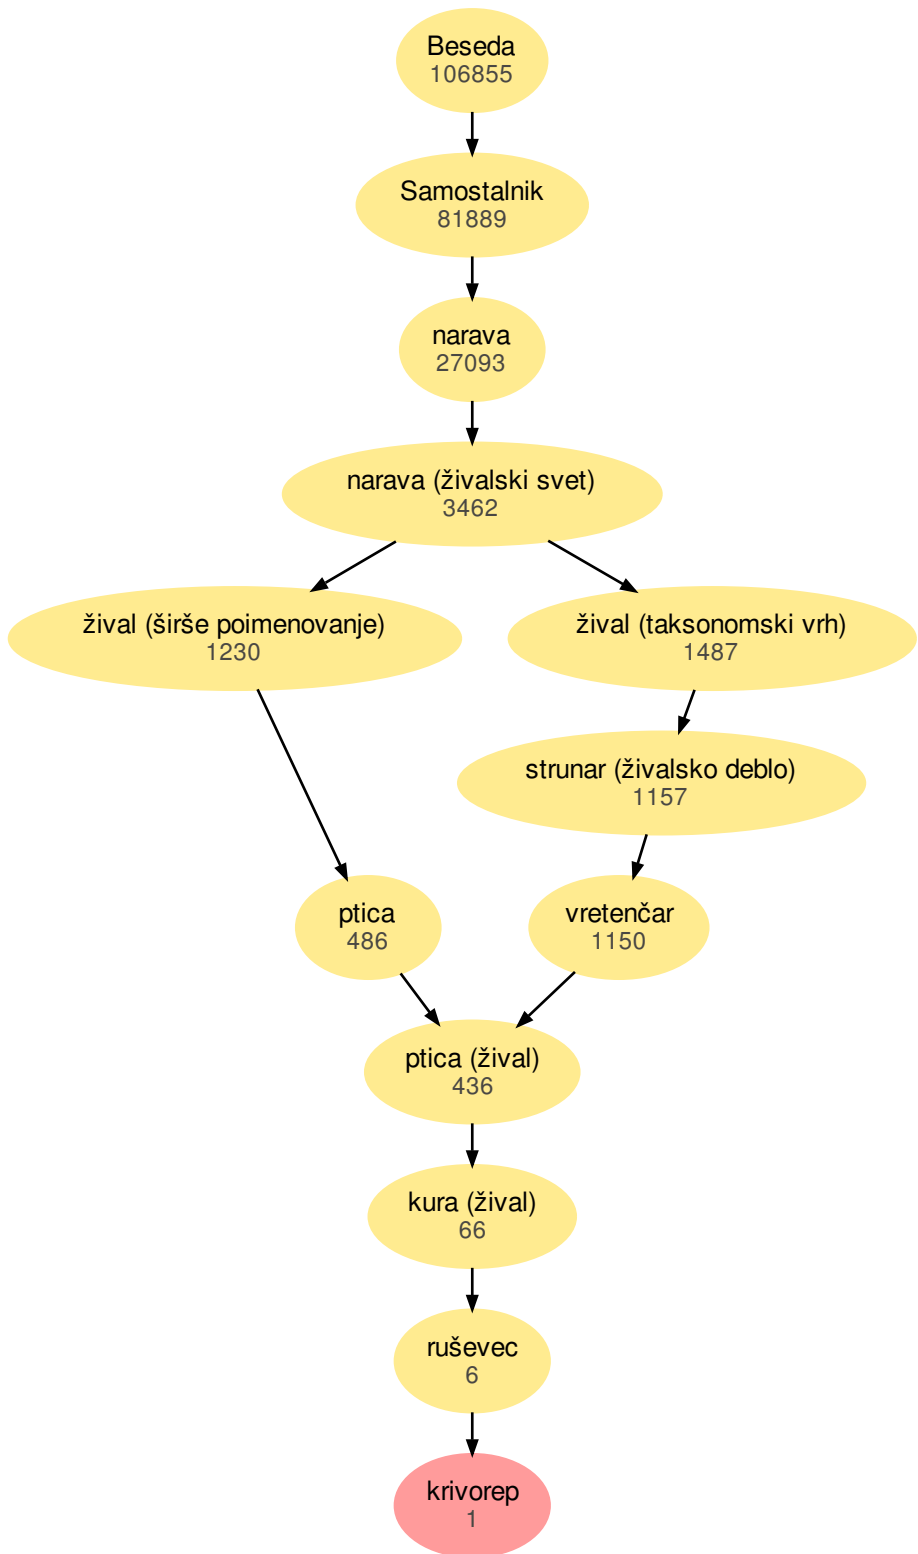 Beseda
106855
Samostalnik
81889
narava
27093
narava (živalski svet)
3462
žival (širše poimenovanje)
1230
žival (taksonomski vrh)
1487
strunar (živalsko deblo)
1157
ptica
486
vretenčar
1150
ptica (žival)
436
kura (žival)
66
ruševec
6
krivorep
1